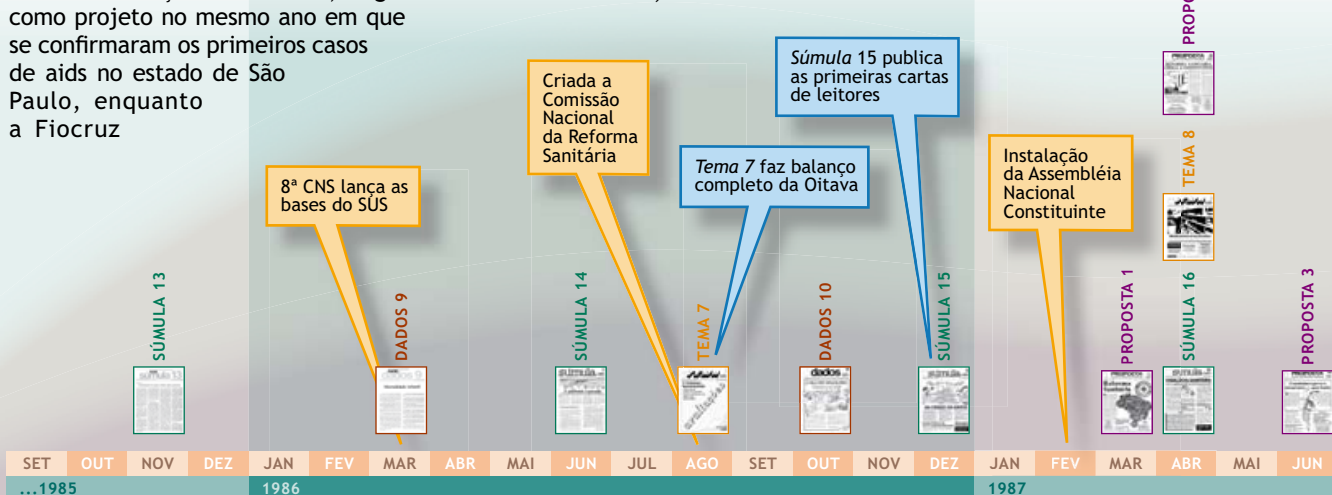 como projeto no mesmo ano em que
se confirmaram os primeiros casos
de aids no estado de São
Paulo, enquanto
a Fiocruz
8ª CNS lança as
bases do SUS
Criada a
Comissão
Nacional
da Reforma
Sanitária
Tema 7 faz balanço
completo da Oitava
Súmula 15 publica
as primeiras cartas
de leitores
Instalação
da Assembléia
Nacional
Constituinte
SÚMULA 13
DADOS 9
SÚMULA 14
TEMA 7
DADOS 10
SÚMULA 15
PROPOSTA 1
TEMA 8
SÚMULA 16
PROPOSTA 3
SET OUT NOV DEZ JAN FEV MAR ABR MAI JUN JUL AGO SET OUT NOV DEZ JAN FEV MAR ABR MAI JUN
...1985 1986 1987